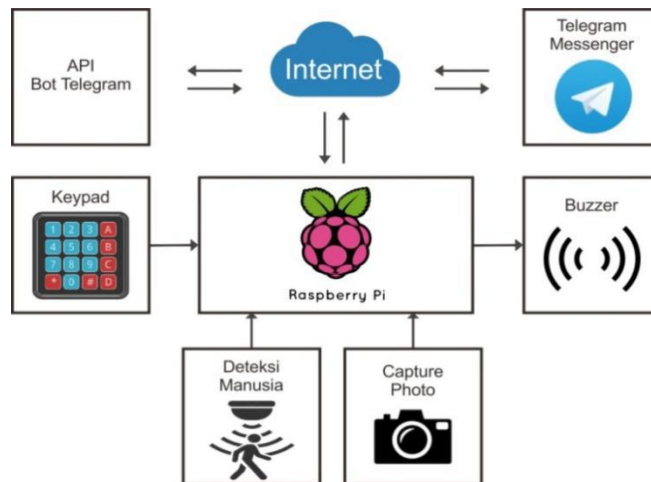 API
Bot Telegram
Internet
Telegram
Messenger
Keypad
1 2 3 A
4 5 6 B
7 8 9 C
* 0 # D
Raspberry Pi
Buzzer
Deteksi
Manusia
Capture
Photo